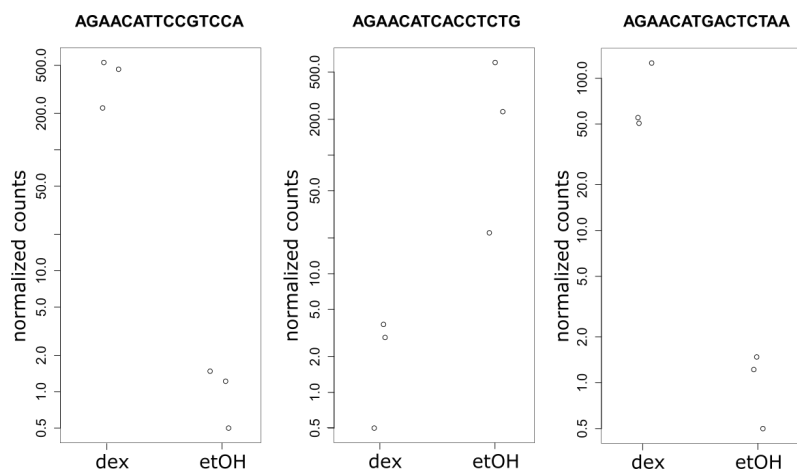 AGAACATTCCGTCCA
AGAACATCACCTCTG
AGAACATGACTCTAA
normalized counts
500.0
200.0
50.0
10.0
5.0
2.0
1.0
0.5
dex
etOH
normalized counts
500.0
200.0
50.0
10.0
5.0
2.0
1.0
0.5
dex
etOH
normalized counts
100.0
50.0
20.0
10.0
5.0
2.0
1.0
0.5
dex
etOH